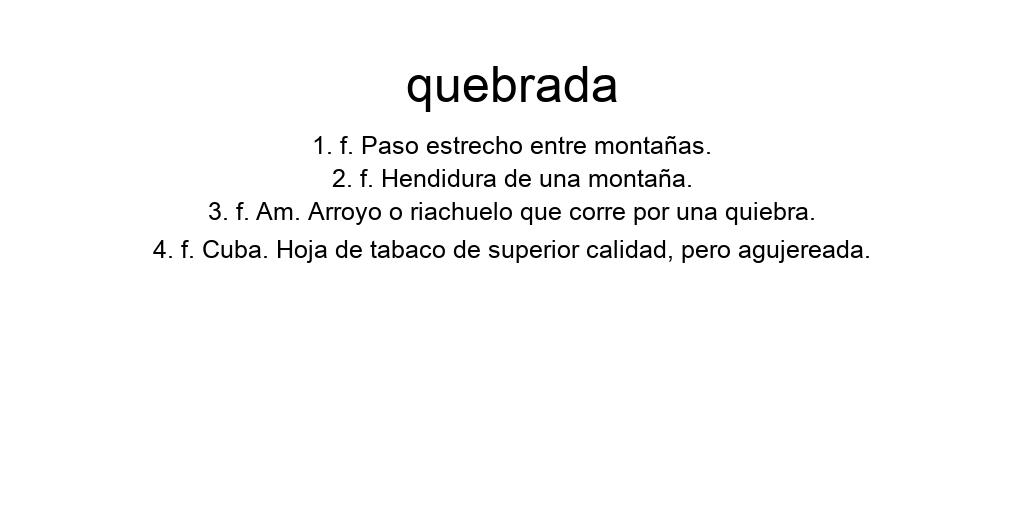 quebrada
1. f. Paso estrecho entre montañas.
2. f. Hendidura de una montaña.
3. f. Am. Arroyo o riachuelo que corre por una quiebra.
4. f. Cuba. Hoja de tabaco de superior calidad, pero agujereada.